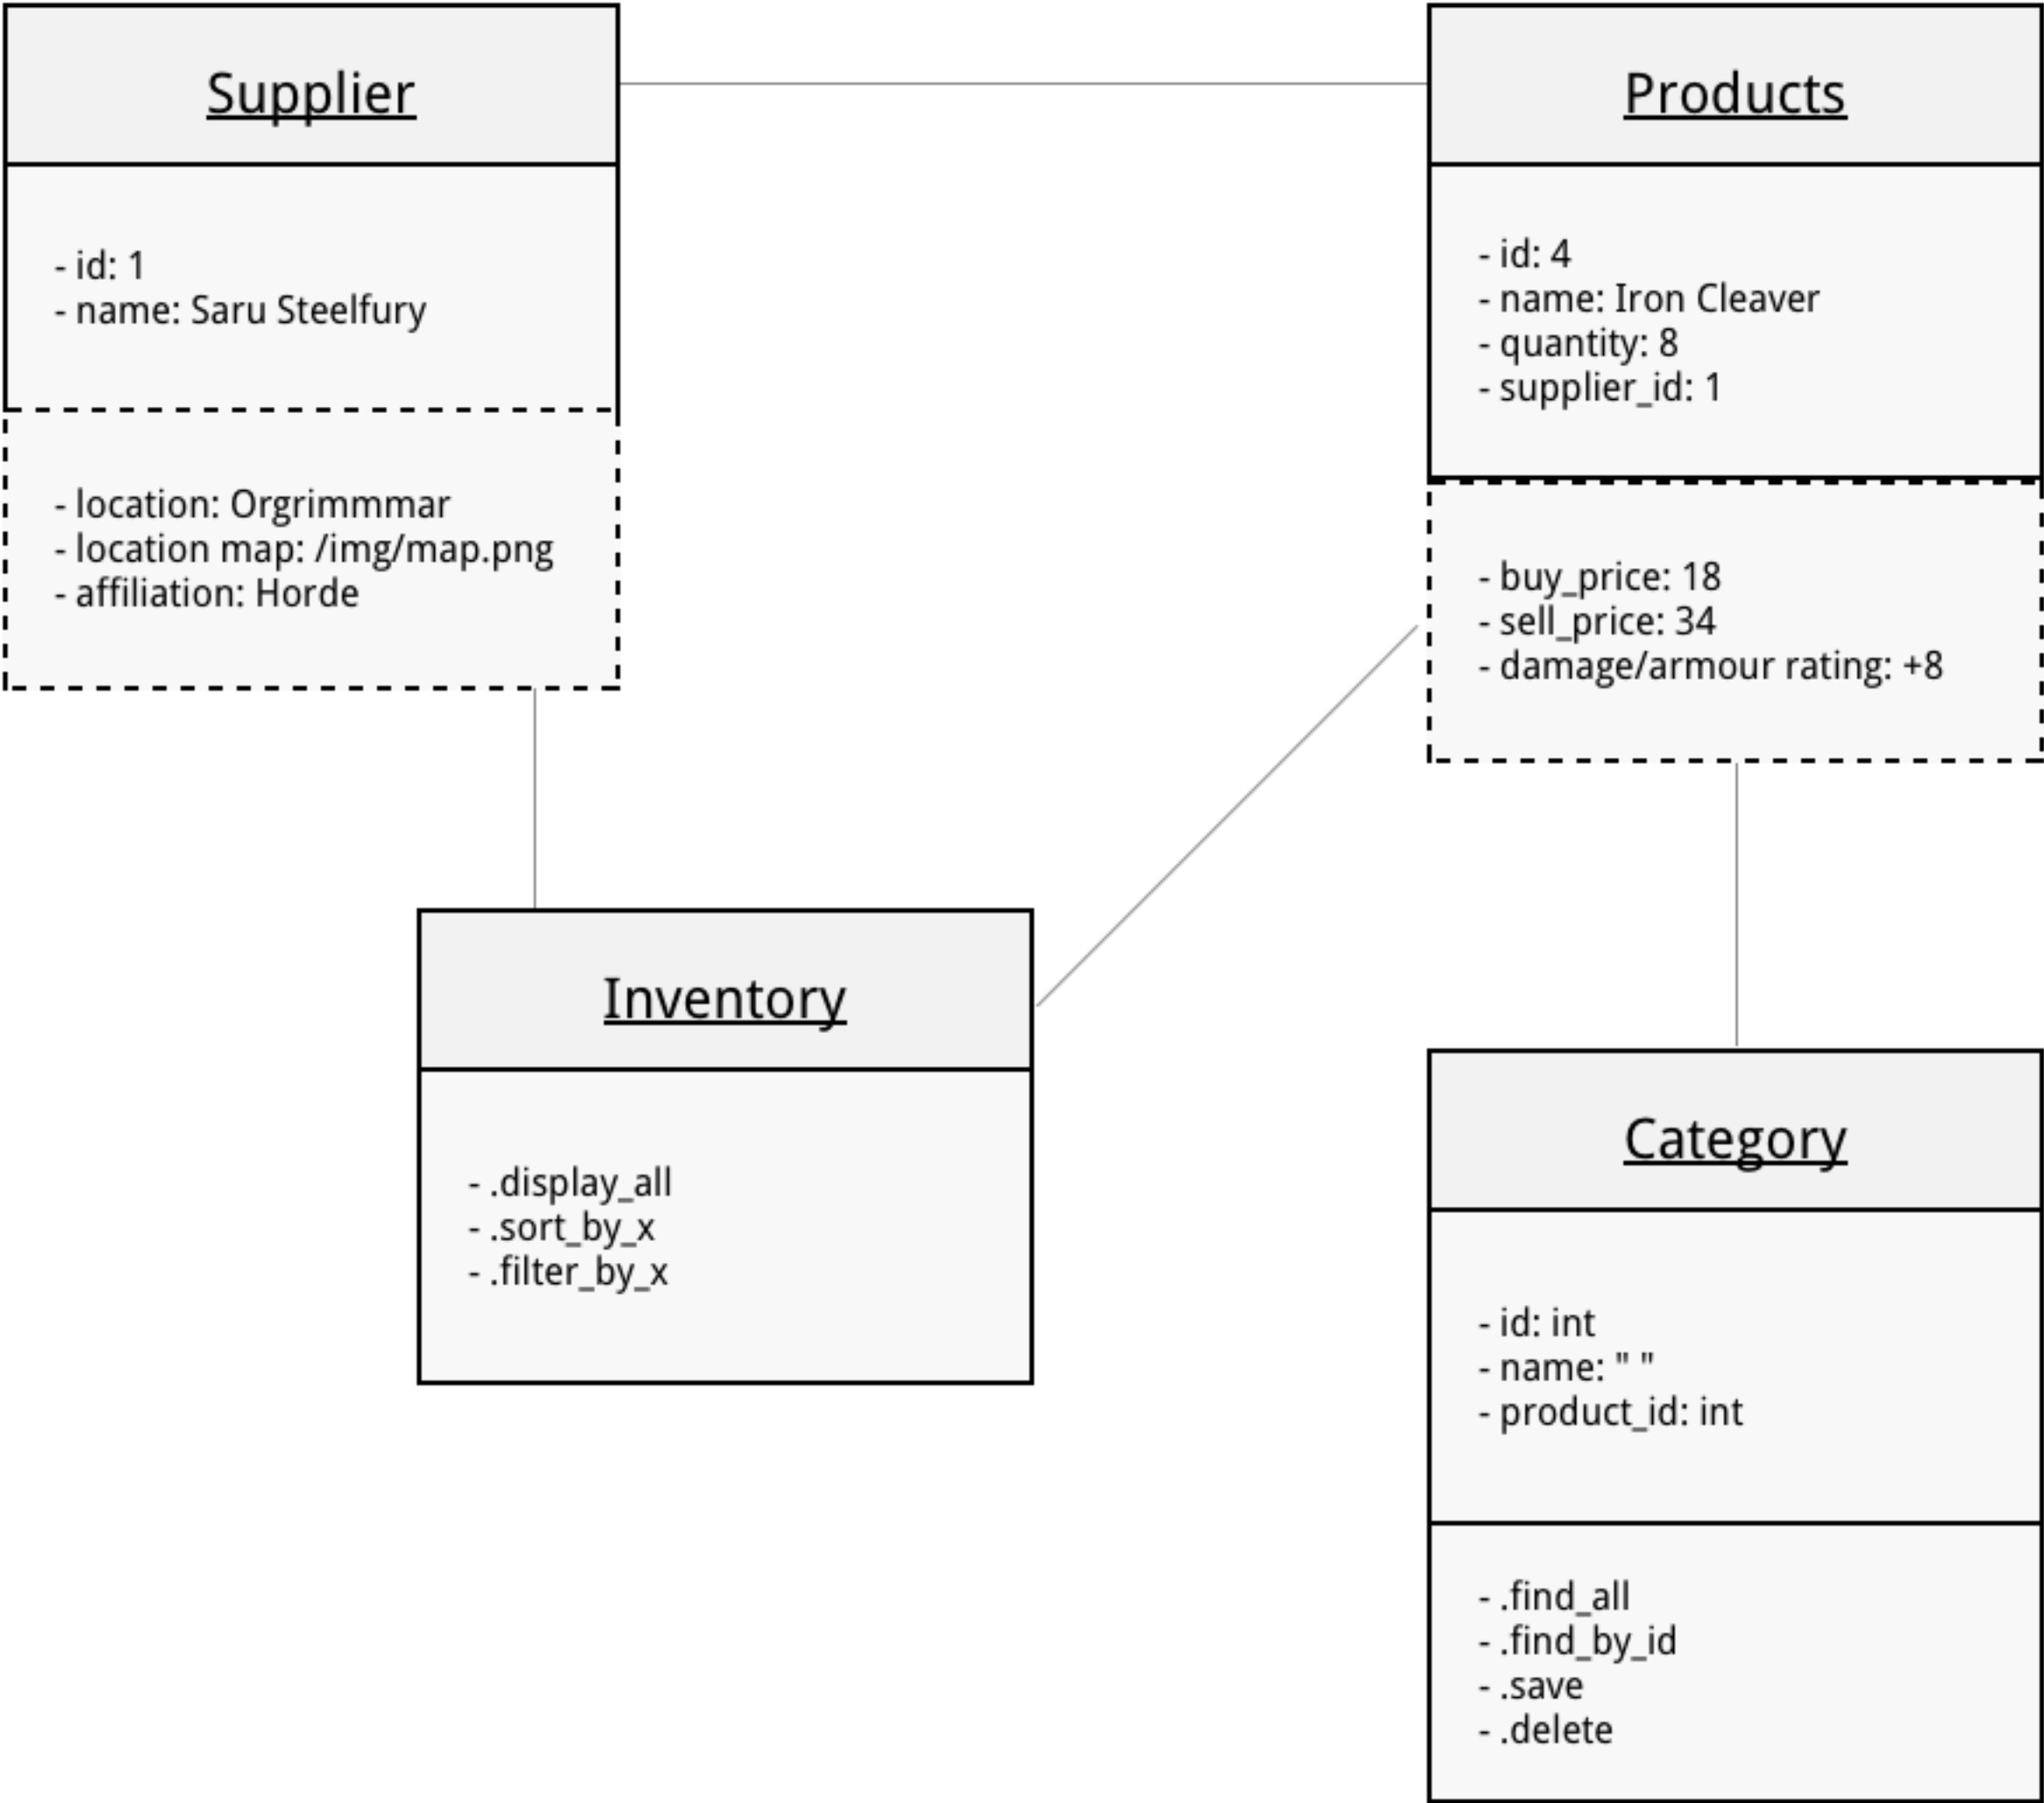 Supplier
- id: 1
- name: Saru Steelfury
- location: Orgrimmmar
- location map: /img/map.png
- affiliation: Horde
Products
- id: 4
- name: Iron Cleaver
- quantity: 8
- supplier_id: 1
- buy_price: 18
- sell_price: 34
- damage/armour rating: +8
Inventory
- .display_all
- .sort_by_x
- .filter_by_x
Category
- id: int
- name: " "
- product_id: int
- .find_all
- .find_by_id
- .save
- .delete